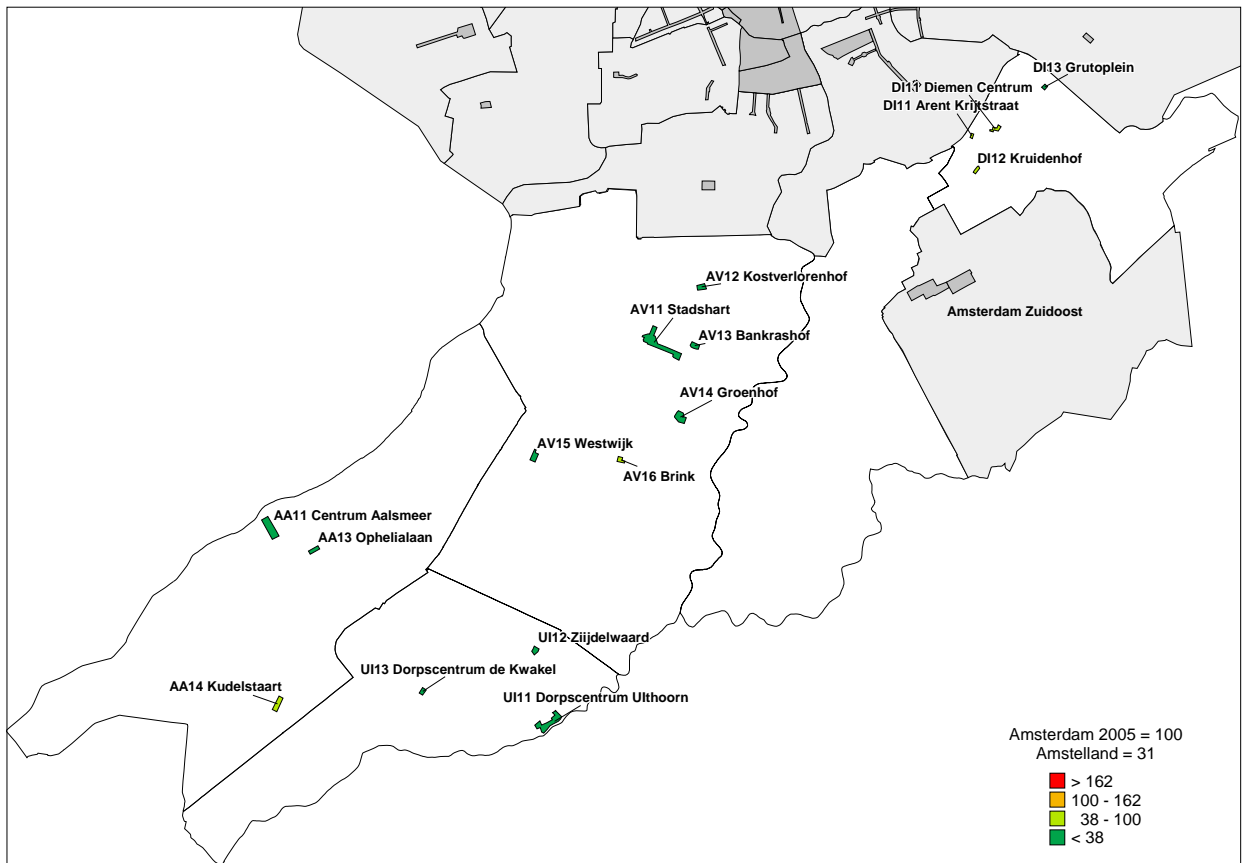 DI13 Grutoplein
DI11 Diemen Centrum
DI11 Arent Krijtstraat
DI12 Kruidenhof
AV12 Kostverlorenhof
AV11 Stadshart
Amsterdam Zuidoost
AV13 Bankrashof
AV14 Groenhof
AV15 Westwijk
AV16 Brink
AA11 Centrum Aalsmeer
AA13 Ophelialaan
UI12 Ziijdelwaard
UI13 Dorpscentrum de Kwakel
AA14 Kudelstaart
UI11 Dorpscentrum UIthoorn
Amsterdam 2005 = 100
Amstelland = 31
> 162
100 - 162
38 - 100
< 38